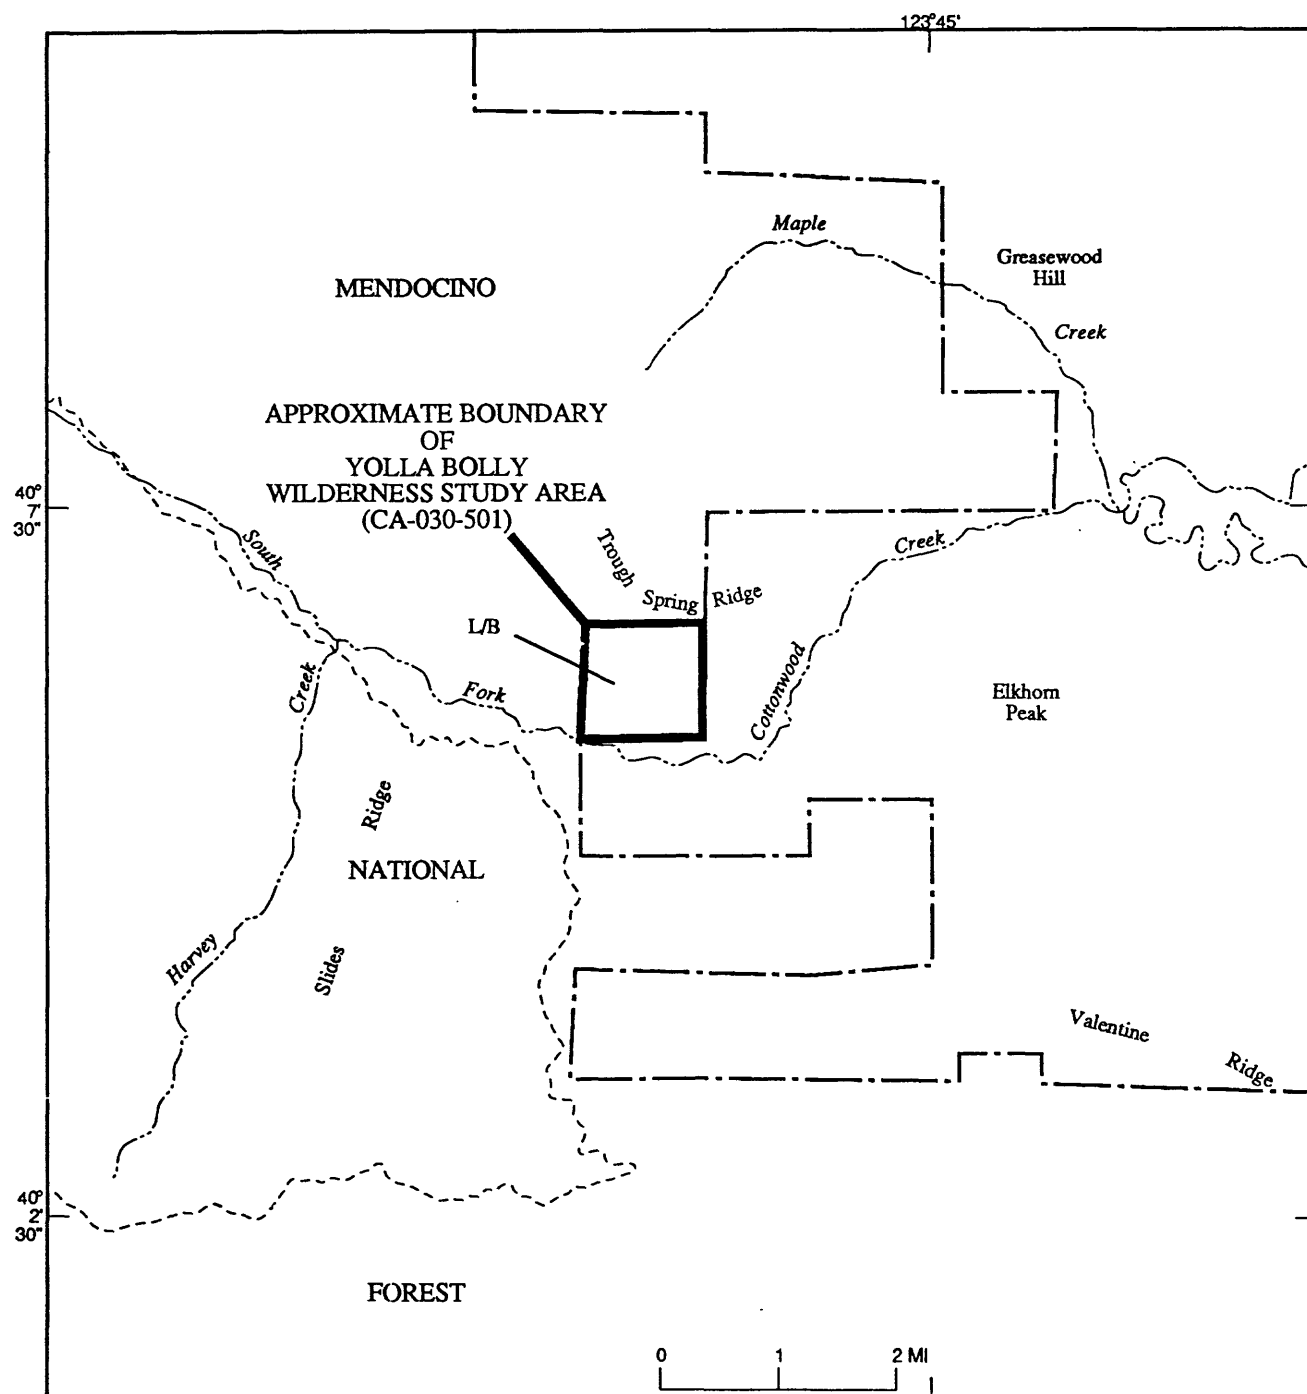 123°45'
Maple
Greasewood
Hill
MENDOCINO
Creek
APPROXIMATE BOUNDARY
OF
YOLLA BOLLY
WILDERNESS STUDY AREA
(CA-030-501)
40°
7'
30"
South
Trough
Creek
Spring
Ridge
L/B
Creek
Fork
Cottonwood
Elkhorn
Peak
Ridge
NATIONAL
Harvey
Slides
Valentine
Ridge
40°
2'
30"
FOREST
0 1 2 MI